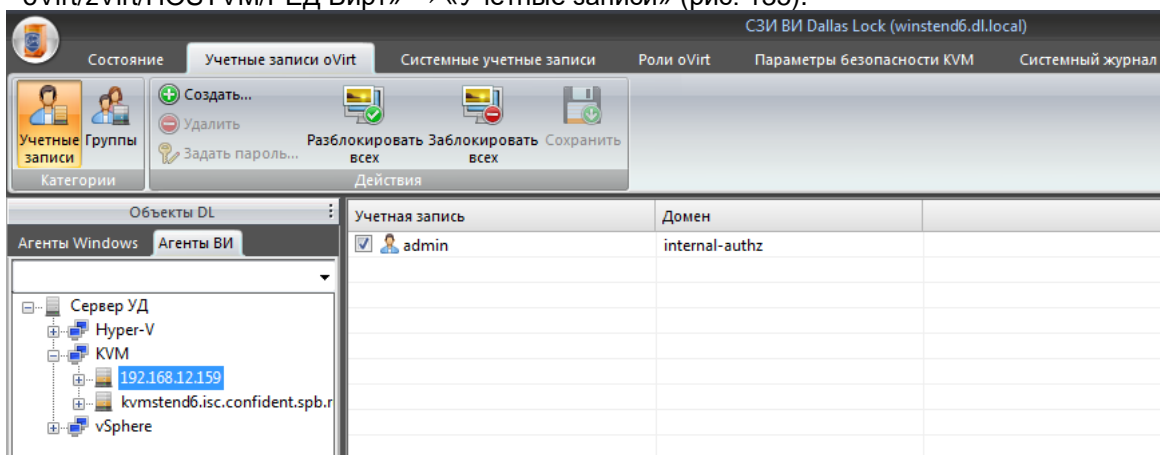 oVirt/zVirt/HOSTVM/РЕД Вирт» → «Учетные записи» (рис. 188).
СЗИ ВИ Dallas Lock (winstend6.dl.local)
Состояние Учетные записи oVirt Системные учетные записи Роли oVirt Параметры безопасности KVM Системный журнал
Учетные записи Группы
Создать...
Удалить
Задать пароль...
Разблокировать всех Заблокировать всех Сохранить
Категории Действия
Объекты DL
Агенты Windows Агенты ВИ
Учетная запись Домен
admin internal-authz
Сервер УД
Hyper-V
KVM
192.168.12.159
kvmstend6.isc.confident.spb.r
vSphere